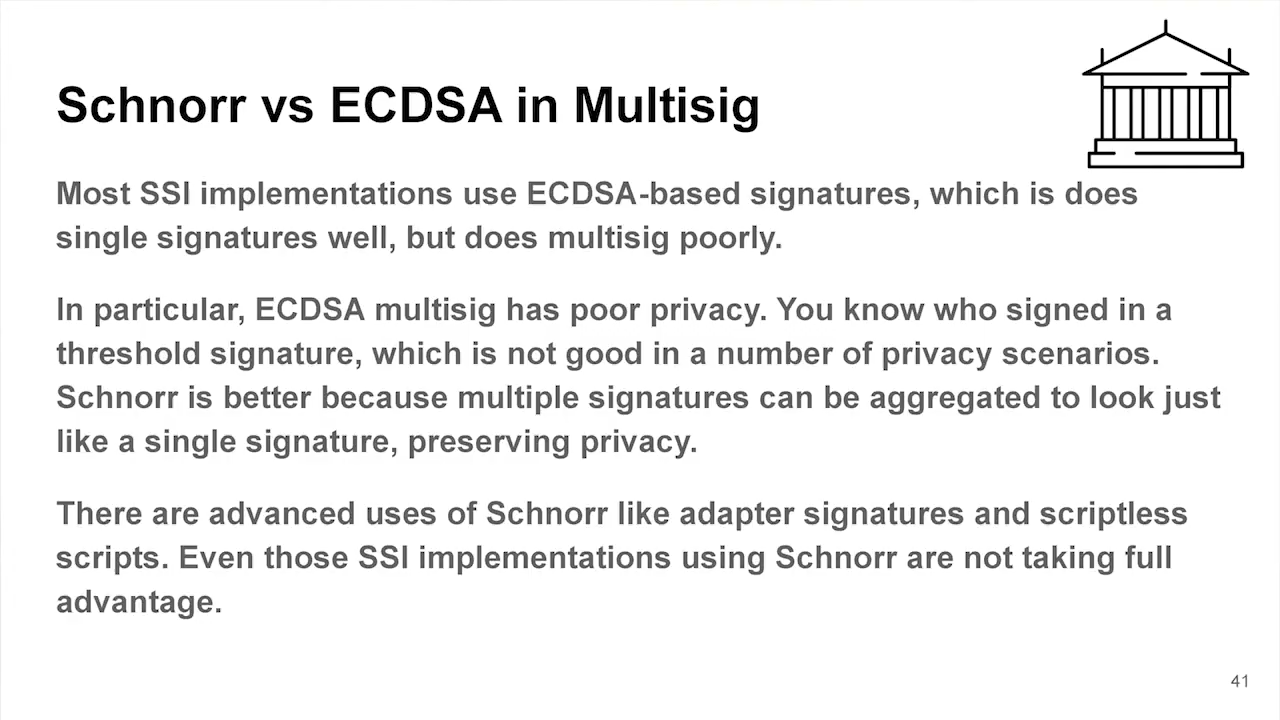 Schnorr vs ECDSA in Multisig
Most SSI implementations use ECDSA-based signatures, which is does
single signatures well, but does multisig poorly.
In particular, ECDSA multisig has poor privacy. You know who signed in a
threshold signature, which is not good in a number of privacy scenarios.
Schnorr is better because multiple signatures can be aggregated to look just
like a single signature, preserving privacy.
There are advanced uses of Schnorr like adapter signatures and scriptless
scripts. Even those SSI implementations using Schnorr are not taking full
advantage.
41